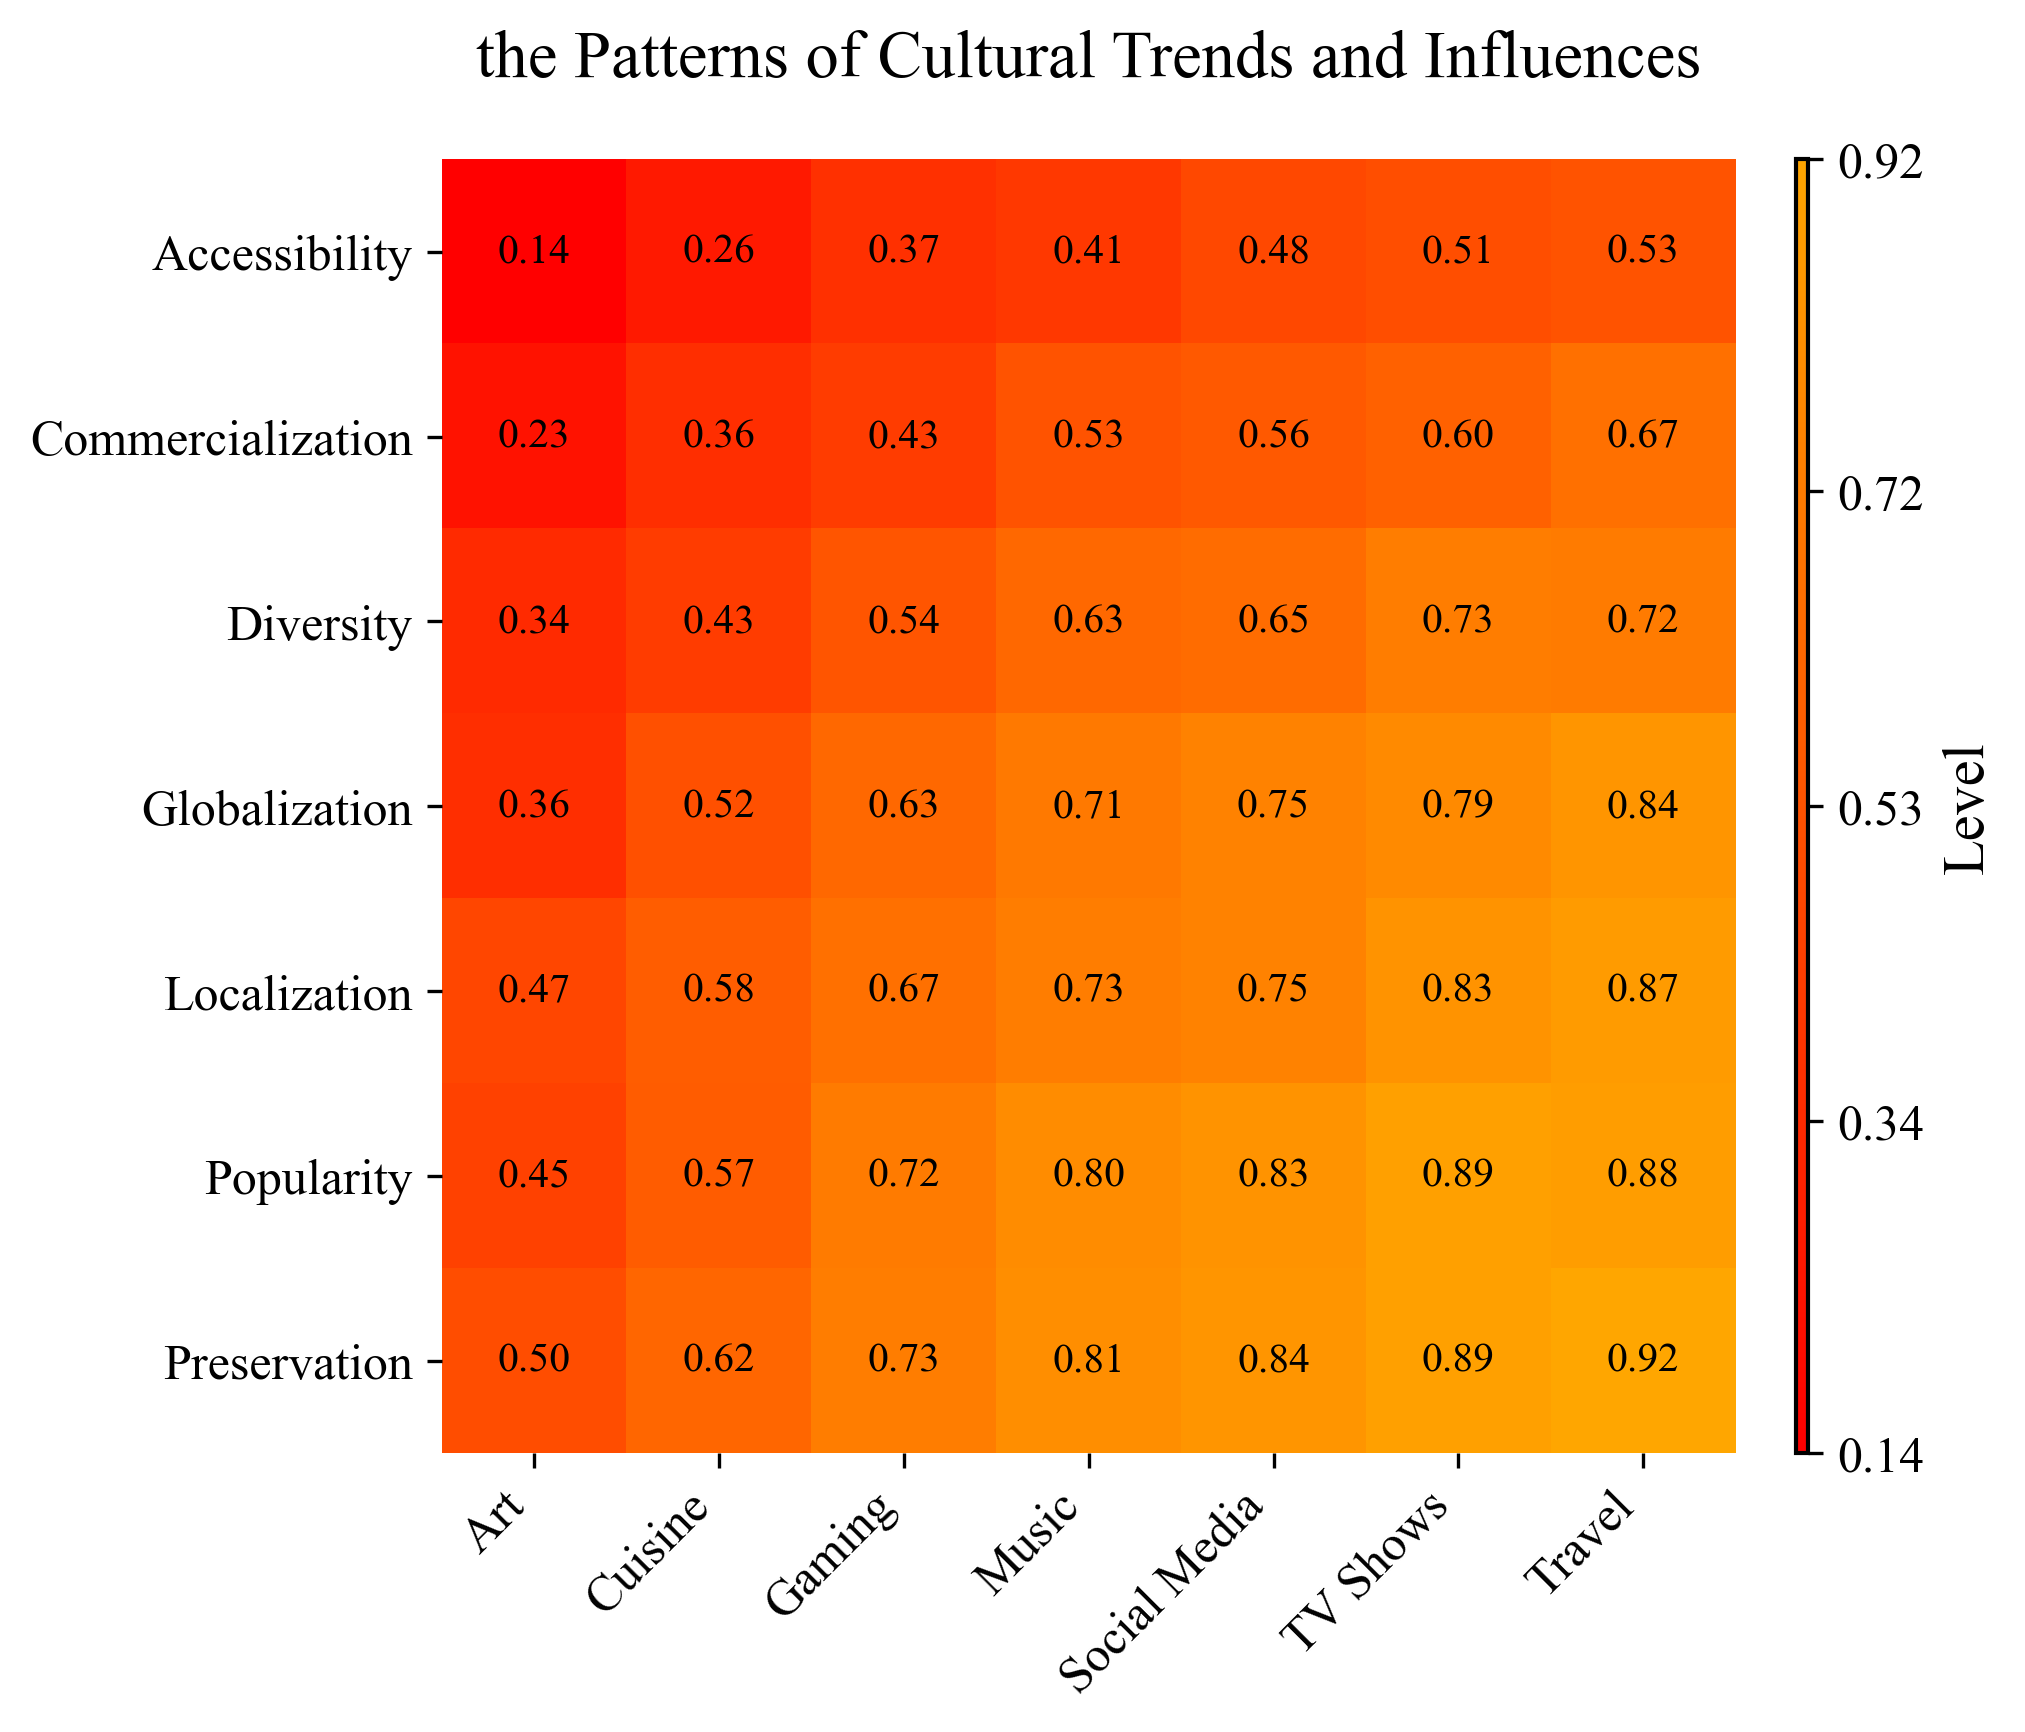 the Patterns of Cultural Trends and Influences
Accessibility 0.14 0.26 0.37 0.41 0.48 0.51 0.53
Commercialization 0.23 0.36 0.43 0.53 0.56 0.60 0.67
Diversity 0.34 0.43 0.54 0.63 0.65 0.73 0.72
Globalization 0.36 0.52 0.63 0.71 0.75 0.79 0.84
Localization 0.47 0.58 0.67 0.73 0.75 0.83 0.87
Popularity 0.45 0.57 0.72 0.80 0.83 0.89 0.88
Preservation 0.50 0.62 0.73 0.81 0.84 0.89 0.92
Art Cuisine Gaming Music Social Media TV Shows Travel
0.92
0.72
0.53
0.34
0.14
Level